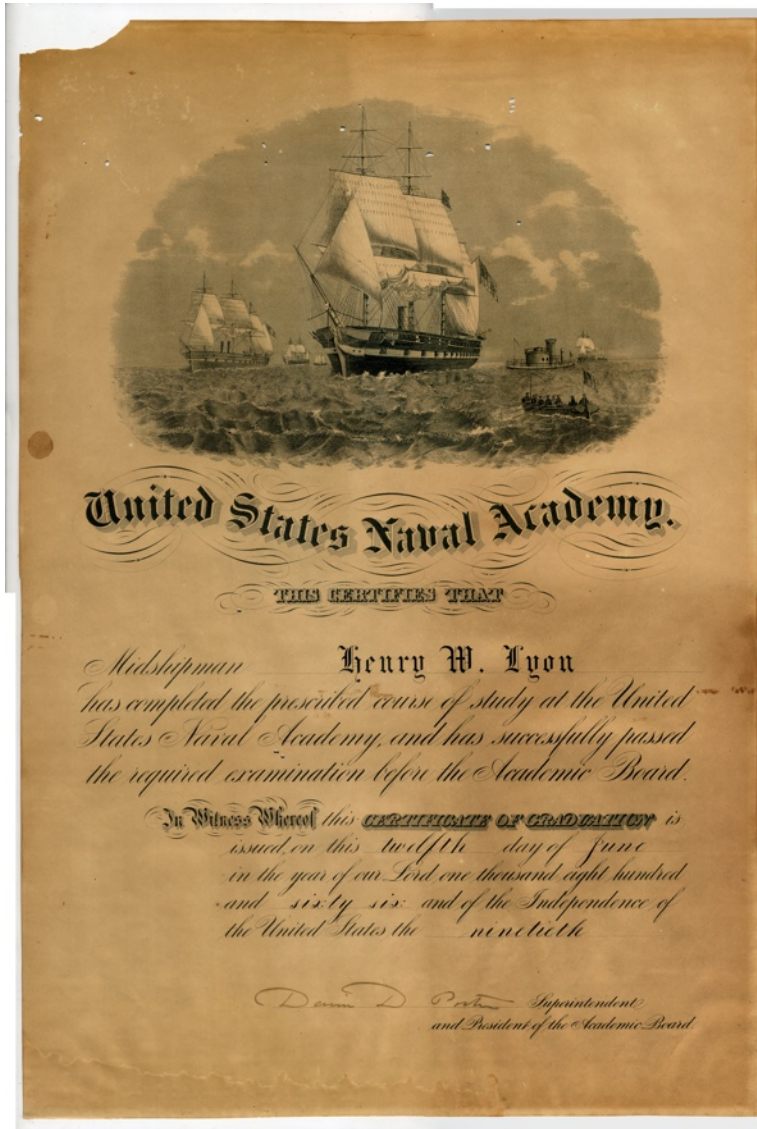 United States Naval Academy.
THIS CERTIFIES THAT
Midshipman Henry W. Lyon
has completed the prescribed course of study at the United
States Naval Academy, and has successfully passed
the required examination before the Academic Board.
In Witness Whereof this CERTIFICATE OF GRADUATION is
issued, on this twelfth day of June
in the year of our Lord one thousand eight hundred
and sixty six and of the Independence of
the United States the ninetieth
David D Porter Superintendent
and President of the Academic Board